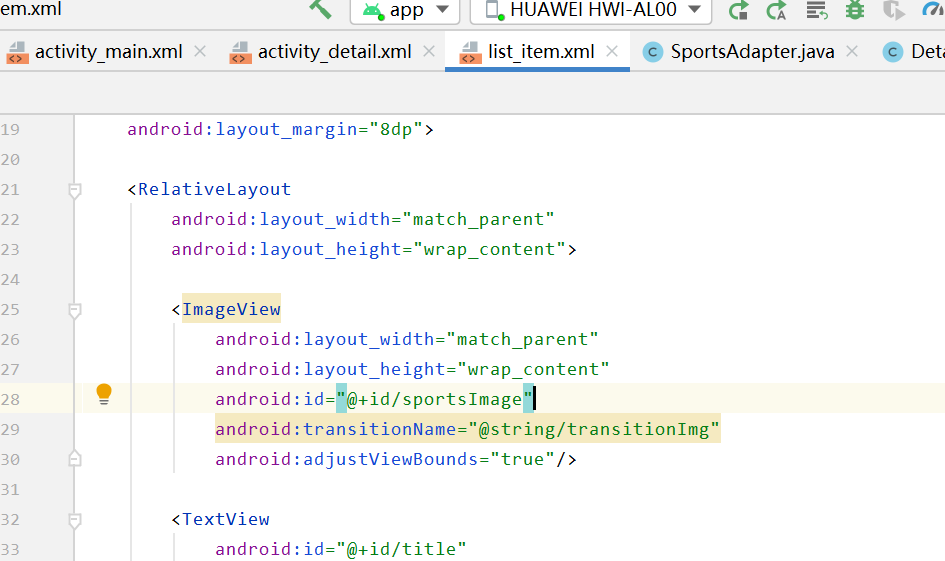 em.xml
app
HUAWEI HWI-AL00
activity_main.xml
activity_detail.xml
list_item.xml
SportsAdapter.java
Deta
19 android:layout_margin="8dp">
20
21 <RelativeLayout
22 android:layout_width="match_parent"
23 android:layout_height="wrap_content">
24
25 <ImageView
26 android:layout_width="match_parent"
27 android:layout_height="wrap_content"
28 android:id="@+id/sportsImage"
29 android:transitionName="@string/transitionImg"
30 android:adjustViewBounds="true"/>
31
32 <TextView
33 android:id="@+id/title"